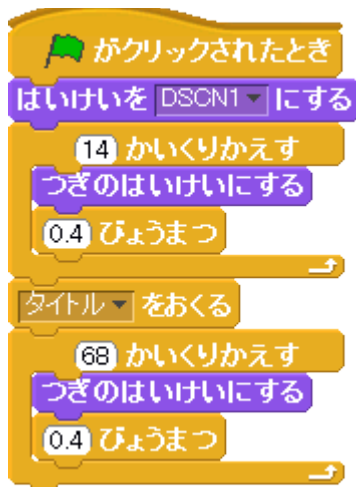 がクリックされたとき
はいけいを DSCN1 にする
14 かいくりかえす
つぎのはいけいにする
0.4 びょうまつ
タイトル をおくる
68 かいくりかえす
つぎのはいけいにする
0.4 びょうまつ